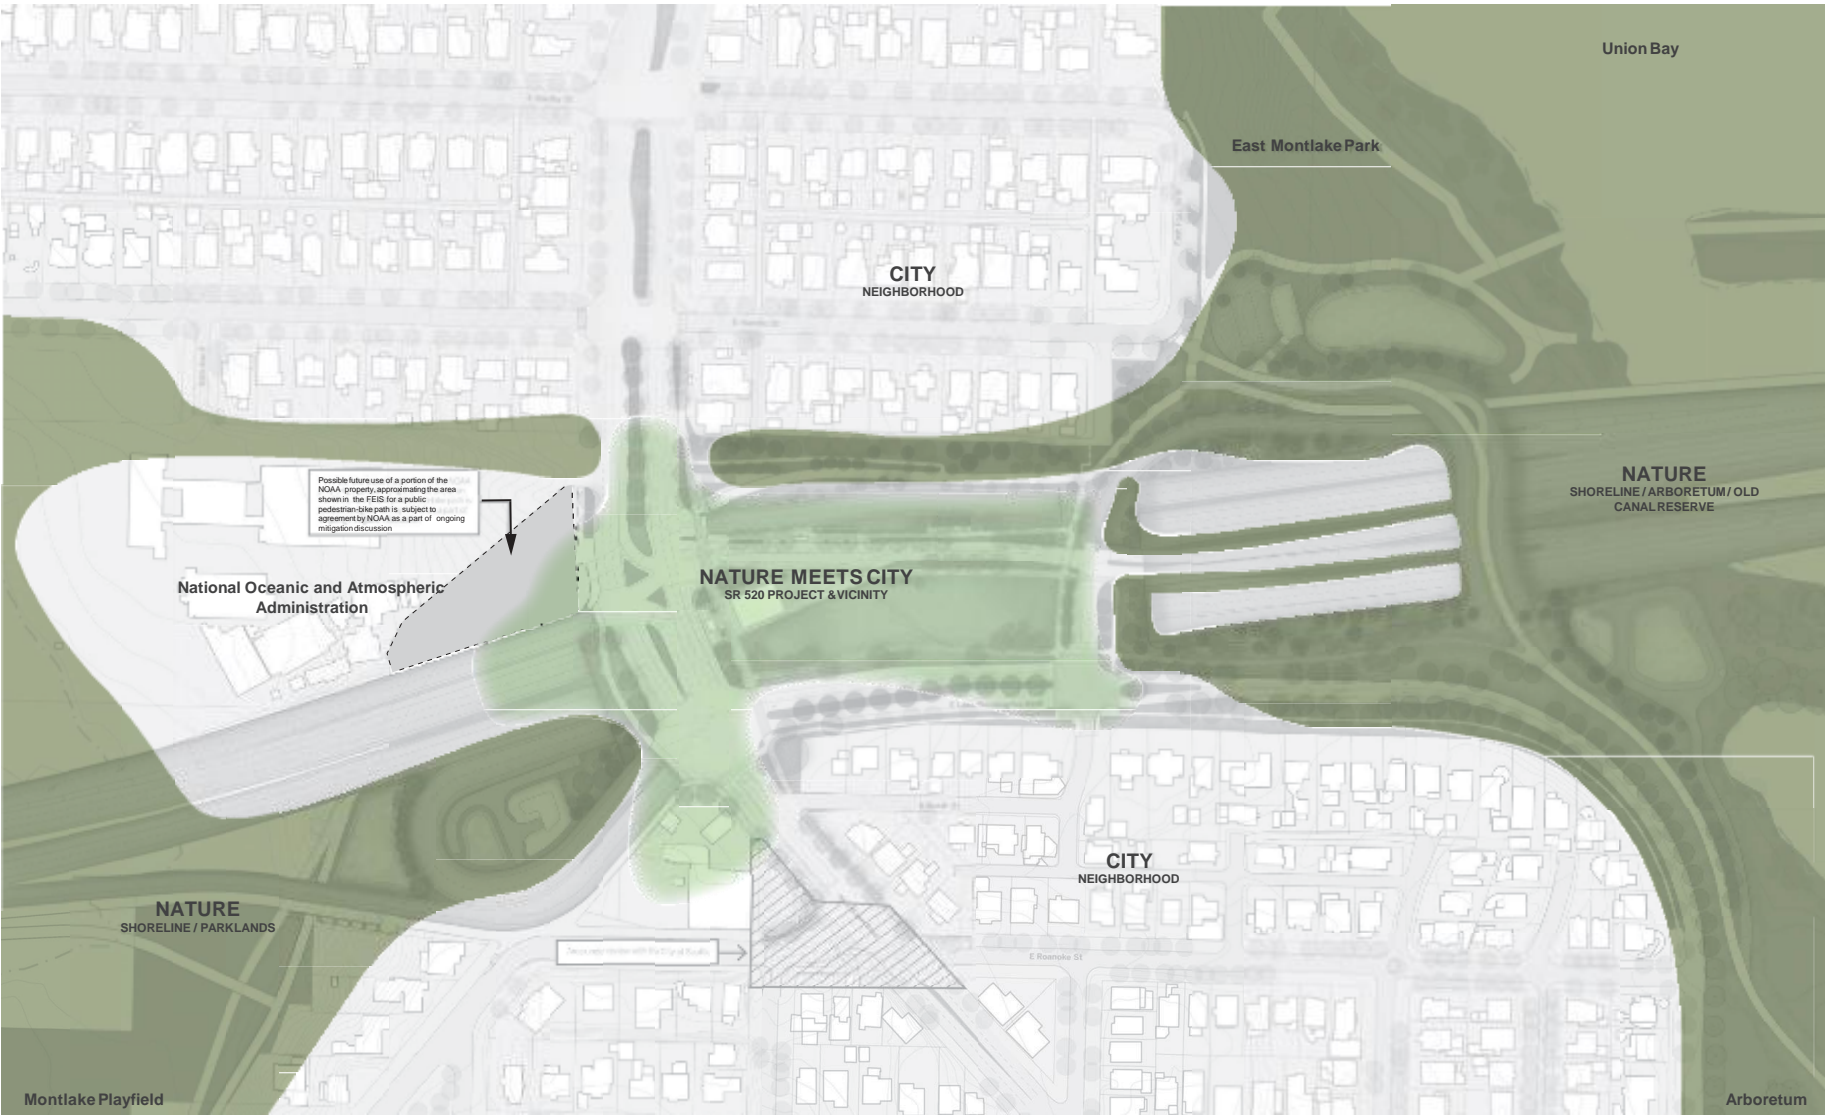 Union Bay
East Montlake Park
CITY
NEIGHBORHOOD
Possible future use of a portion of the
NOAA property, approximating the area
shown in the FEIS for a public
pedestrian-bike path is subject to
agreement by NOAA as a part of ongoing
mitigation discussion
NATURE
SHORELINE / ARBORETUM / OLD
CANAL RESERVE
National Oceanic and Atmospheric
Administration
NATURE MEETS CITY
SR 520 PROJECT & VICINITY
CITY
NEIGHBORHOOD
NATURE
SHORELINE / PARKLANDS
E Roanoke St
Montlake Playfield
Arboretum